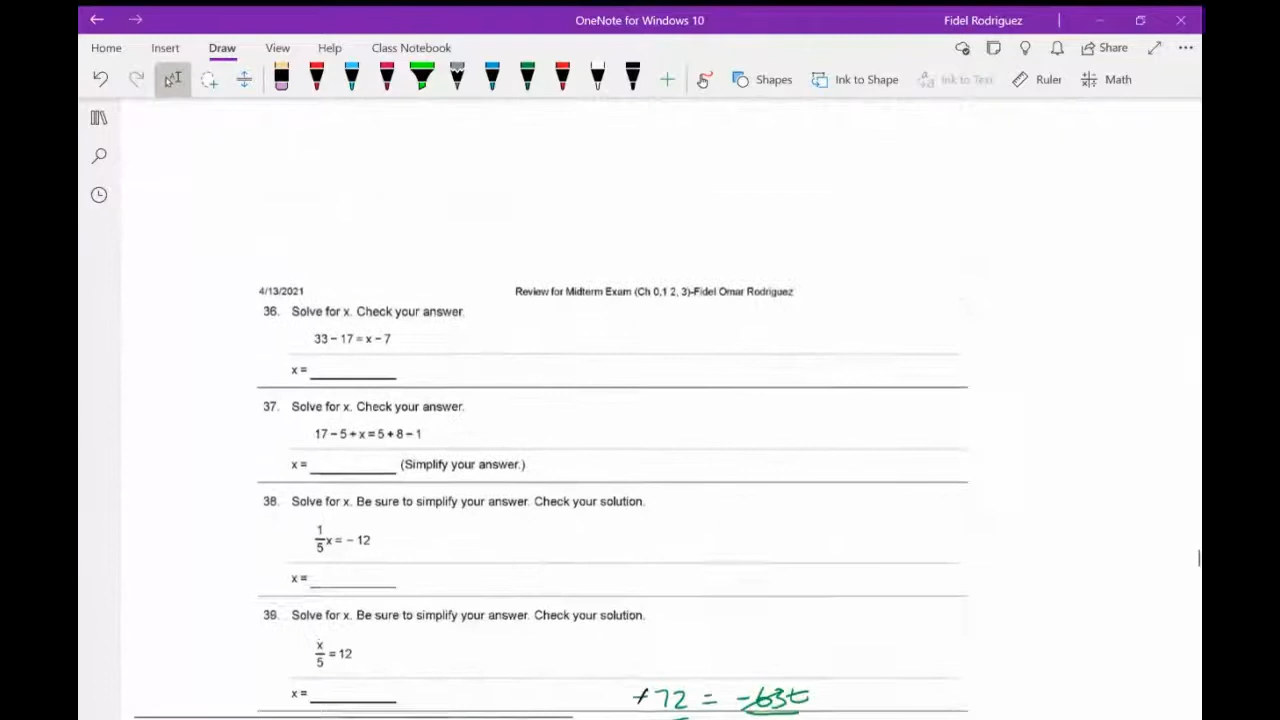 OneNote for Windows 10
Fidel Rodriguez
Home Insert Draw View Help Class Notebook
Share
Shapes Ink to Shape Ink to Text Ruler Math
4/13/2021 Review for Midterm Exam (Ch 0,1 2, 3)-Fidel Omar Rodriguez
36. Solve for x. Check your answer.
33 − 17 = x − 7
x =
37. Solve for x. Check your answer.
17 − 5 + x = 5 + 8 − 1
x = (Simplify your answer.)
38. Solve for x. Be sure to simplify your answer. Check your solution.
1/5 x = − 12
x =
39. Solve for x. Be sure to simplify your answer. Check your solution.
x/5 = 12
x =
+72 = -63t